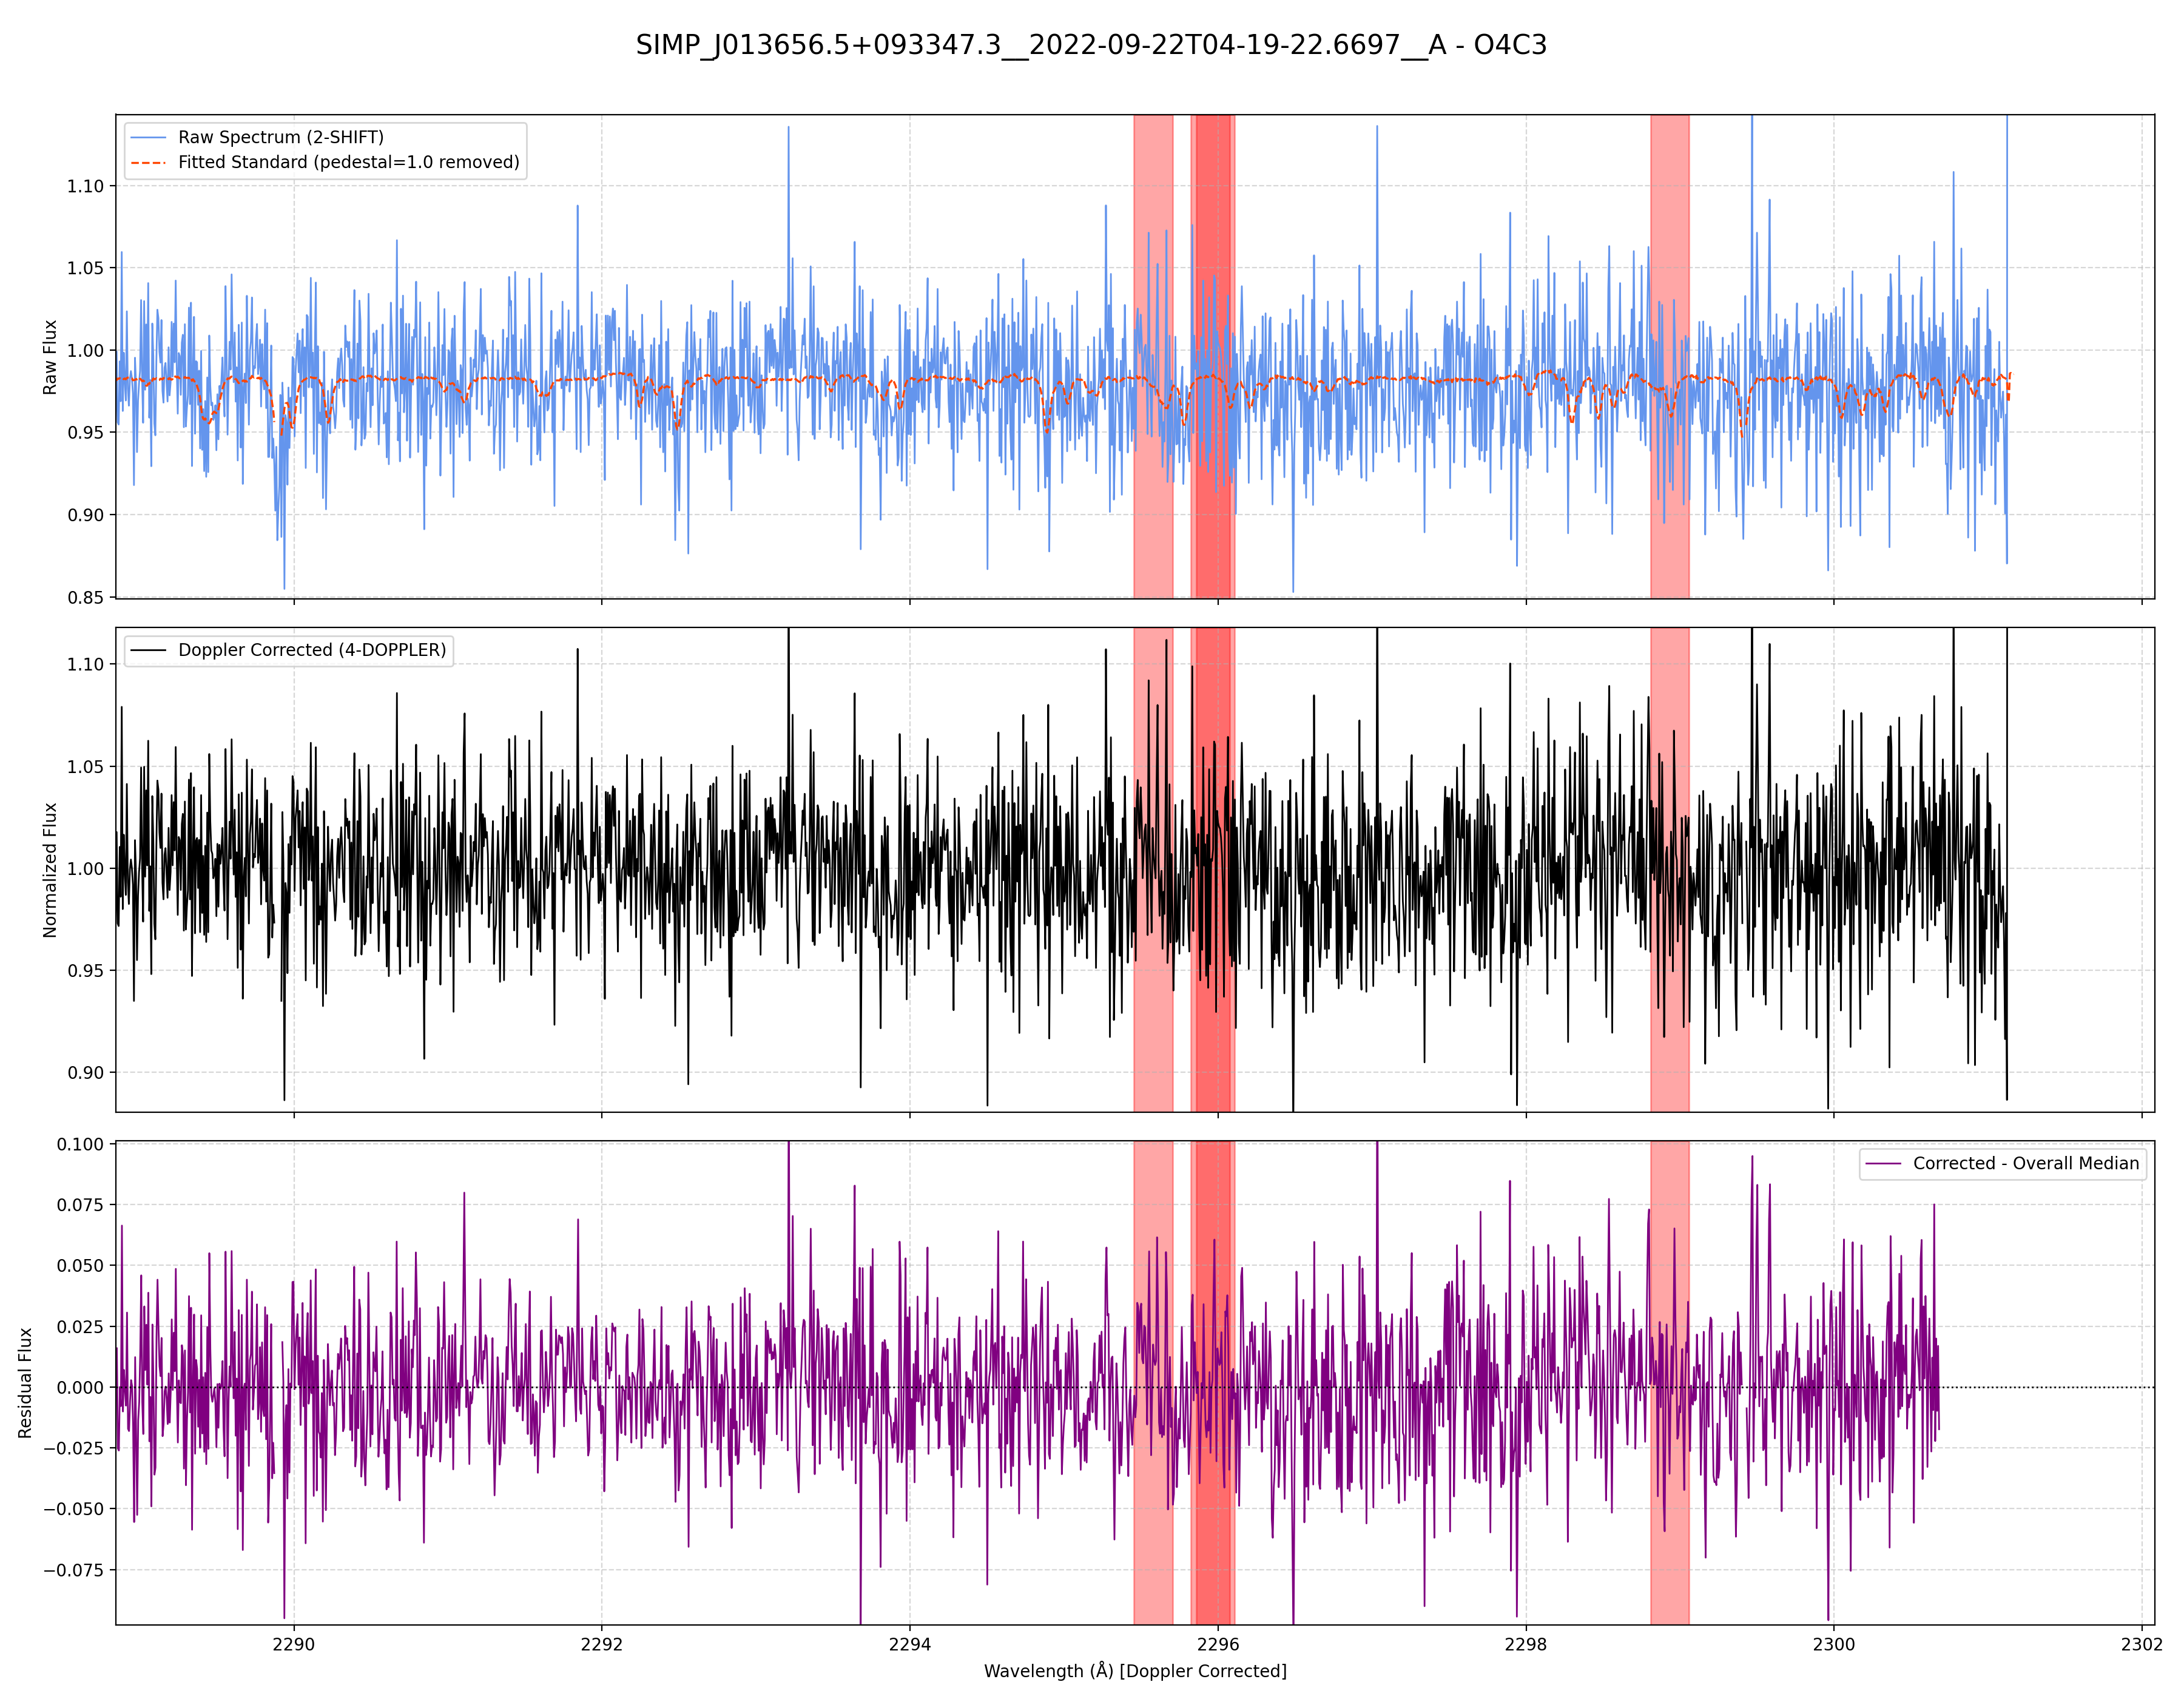 SIMP_J013656.5+093347.3__2022-09-22T04-19-22.6697__A - O4C3
Raw Spectrum (2-SHIFT)
Fitted Standard (pedestal=1.0 removed)
Raw Flux
1.10
1.05
1.00
0.95
0.90
0.85
Doppler Corrected (4-DOPPLER)
Normalized Flux
1.10
1.05
1.00
0.95
0.90
Corrected - Overall Median
Residual Flux
0.100
0.075
0.050
0.025
0.000
−0.025
−0.050
−0.075
2290 2292 2294 2296 2298 2300 2302
Wavelength (Å) [Doppler Corrected]